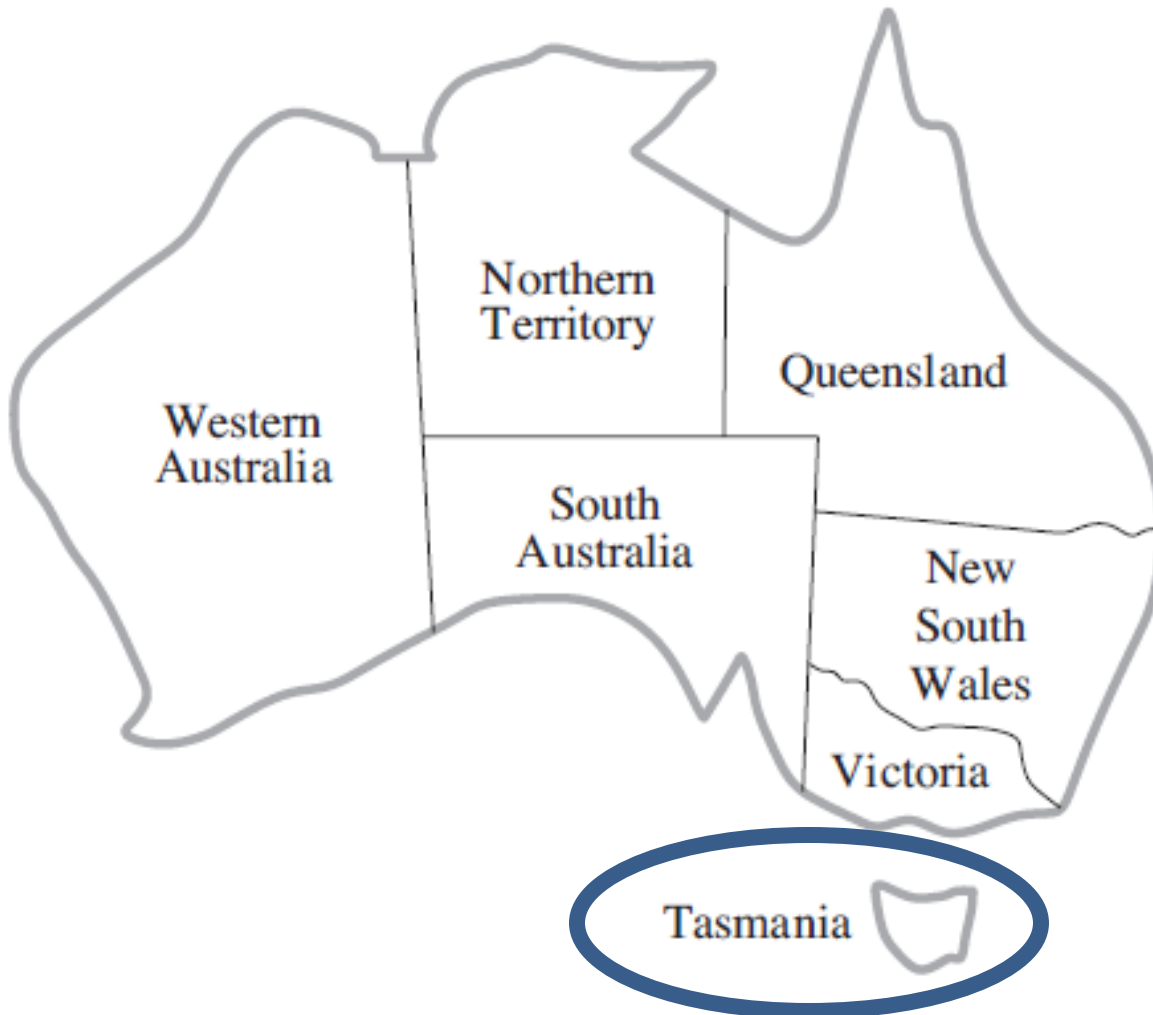 Northern
Territory
Queensland
Western
Australia
South
Australia
New
South
Wales
Victoria
Tasmania